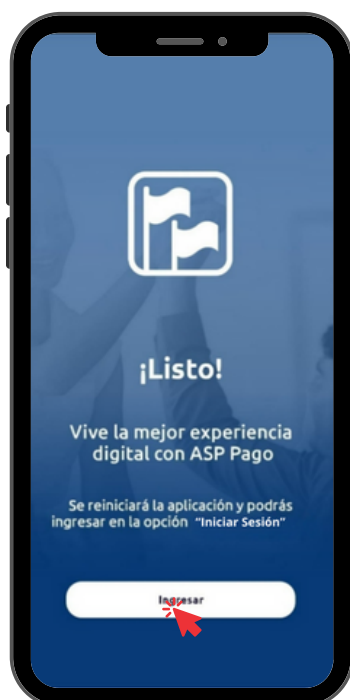 ¡Listo!
Vive la mejor experiencia
digital con ASP Pago
Se reiniciará la aplicación y podrás
ingresar en la opción “Iniciar Sesión”
Ingresar